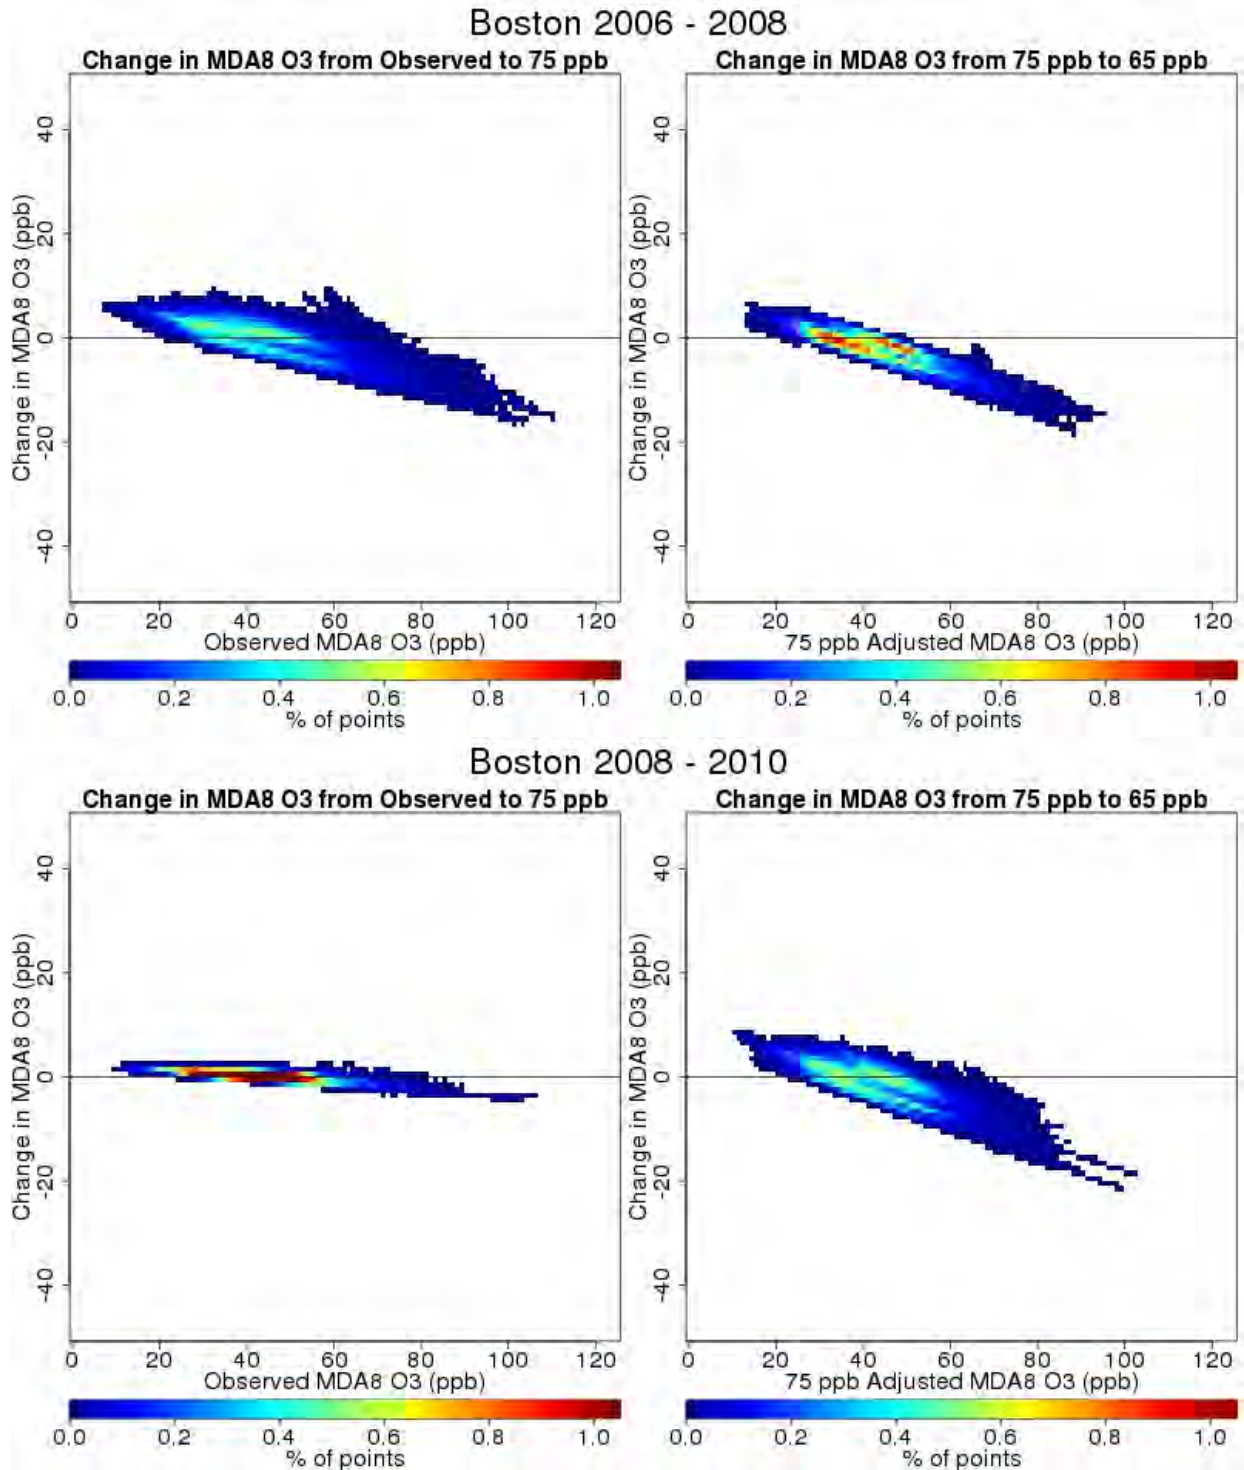 Boston 2006 - 2008
Change in MDA8 O3 from Observed to 75 ppb
Change in MDA8 O3 from 75 ppb to 65 ppb
Change in MDA8 O3 (ppb)
40
20
0
-20
-40
0 20 40 60 80 100 120
Observed MDA8 O3 (ppb)
0.0 0.2 0.4 0.6 0.8 1.0
% of points
Change in MDA8 O3 (ppb)
40
20
0
-20
-40
0 20 40 60 80 100 120
75 ppb Adjusted MDA8 O3 (ppb)
0.0 0.2 0.4 0.6 0.8 1.0
% of points
Boston 2008 - 2010
Change in MDA8 O3 from Observed to 75 ppb
Change in MDA8 O3 from 75 ppb to 65 ppb
Change in MDA8 O3 (ppb)
40
20
0
-20
-40
0 20 40 60 80 100 120
Observed MDA8 O3 (ppb)
0.0 0.2 0.4 0.6 0.8 1.0
% of points
Change in MDA8 O3 (ppb)
40
20
0
-20
-40
0 20 40 60 80 100 120
75 ppb Adjusted MDA8 O3 (ppb)
0.0 0.2 0.4 0.6 0.8 1.0
% of points